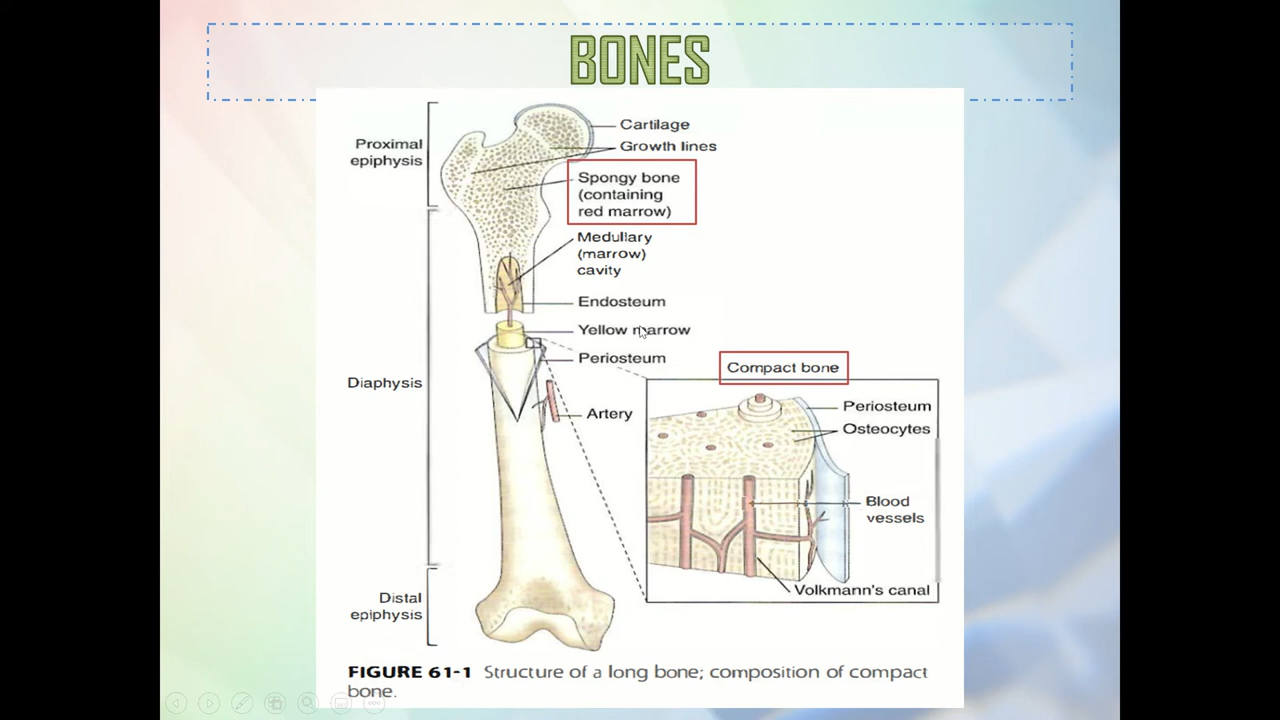 BONES
Proximal
epiphysis
Cartilage
Growth lines
Spongy bone
(containing
red marrow)
Medullary
(marrow)
cavity
Endosteum
Yellow marrow
Periosteum
Diaphysis
Artery
Compact bone
Periosteum
Osteocytes
Blood
vessels
Volkmann's canal
Distal
epiphysis
FIGURE 61-1 Structure of a long bone; composition of compact
bone.